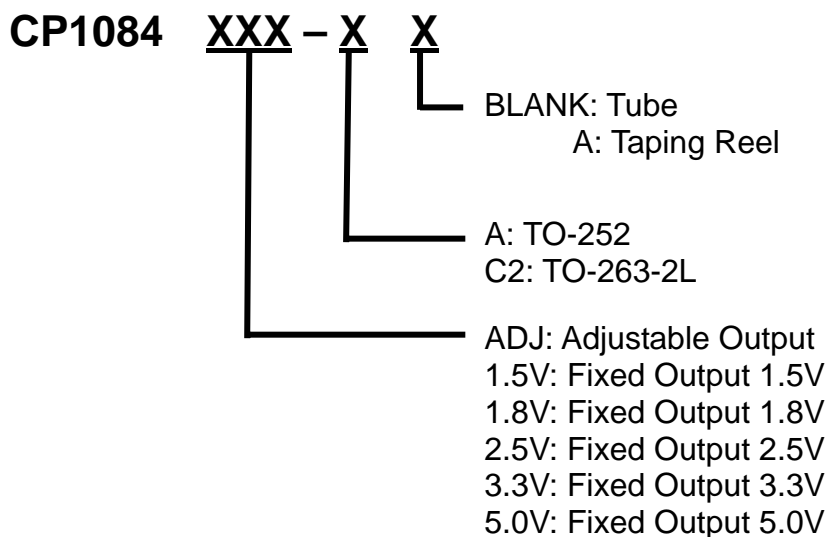 CP1084 XXX – X X
BLANK: Tube
A: Taping Reel
A: TO-252
C2: TO-263-2L
ADJ: Adjustable Output
1.5V: Fixed Output 1.5V
1.8V: Fixed Output 1.8V
2.5V: Fixed Output 2.5V
3.3V: Fixed Output 3.3V
5.0V: Fixed Output 5.0V